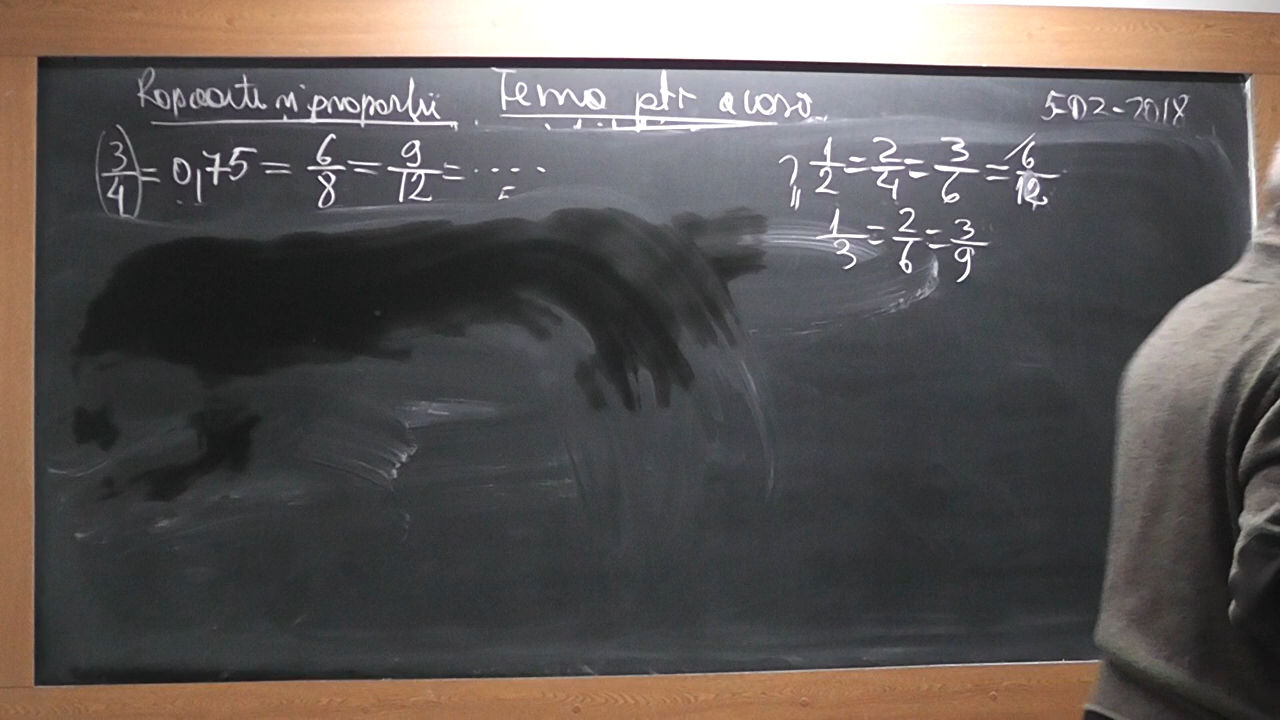 Rapoarte și proporții Tema ptr acasă 5-02-2018
3/4 = 0,75 = 6/8 = 9/12 = .....
1/2 = 2/4 = 3/6 = 6/12
1/3 = 2/6 = 3/9